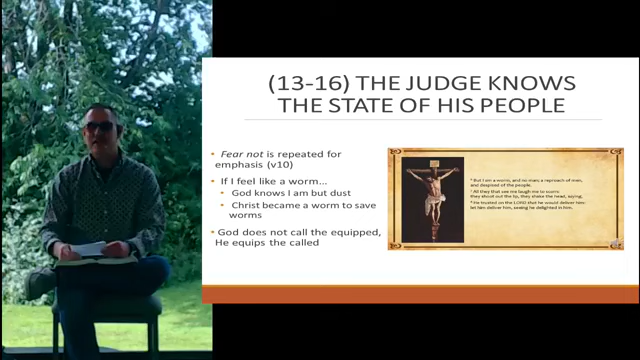 (13-16) THE JUDGE KNOWS
THE STATE OF HIS PEOPLE
• Fear not is repeated for
emphasis (v10)
• If I feel like a worm...
• God knows I am but dust
• Christ became a worm to save
worms
• God does not call the equipped,
He equips the called
But I am a worm, and no man; a reproach of men,
and despised of the people.
All they that see me laugh me to scorn:
they shoot out the lip, they shake the head, saying,
He trusted on the LORD that he would deliver him:
let him deliver him, seeing he delighted in him.